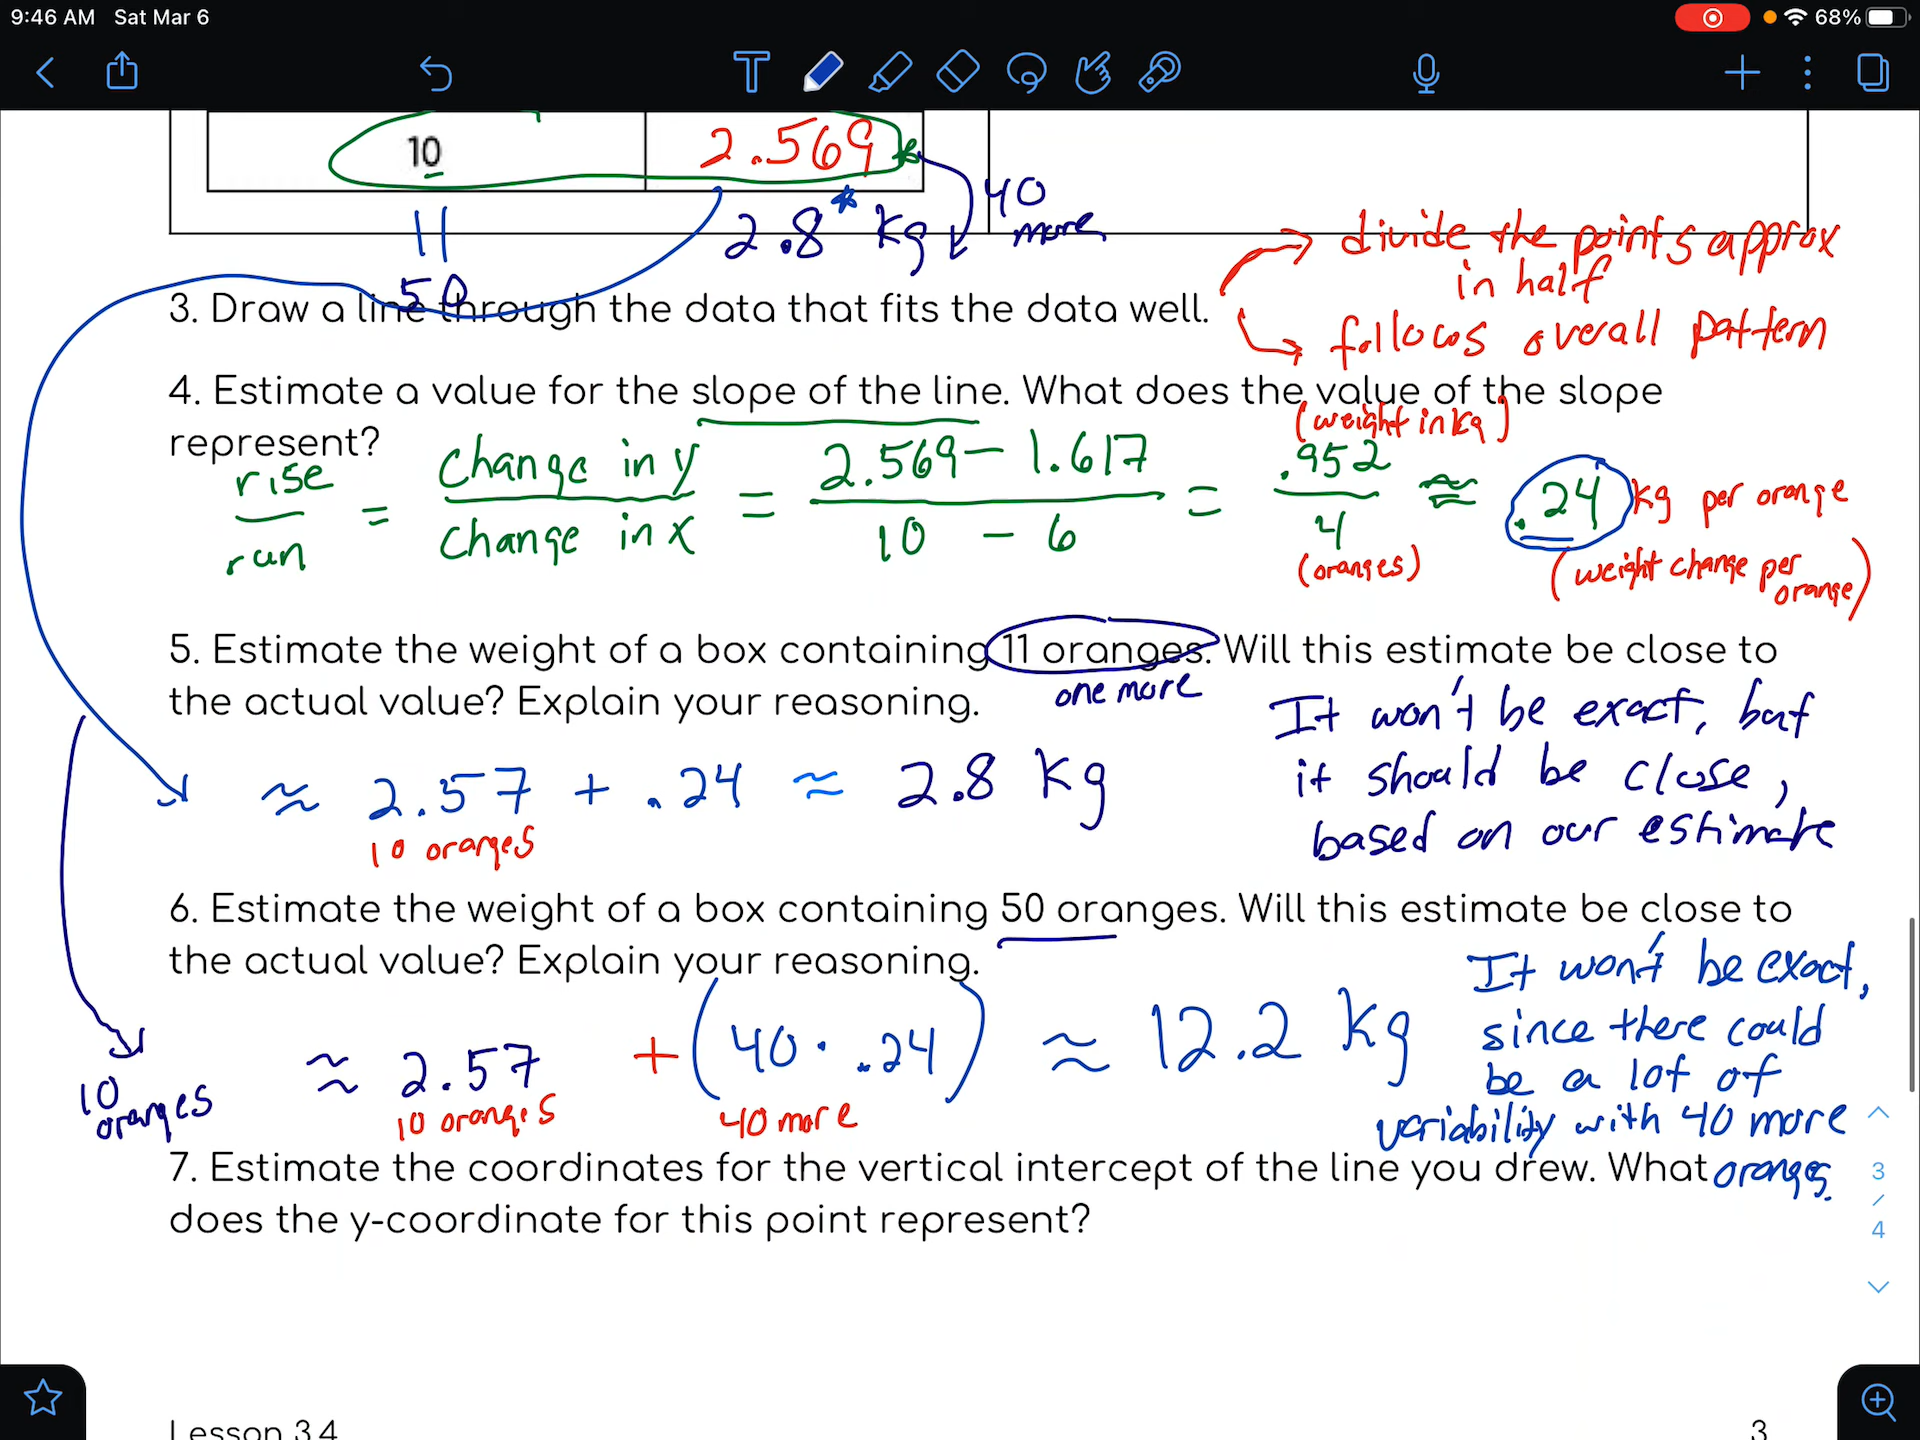 9:46 AM Sat Mar 6
68%
T
10
2.569
11
2.8 kg
40
more
50
divide the points approx
in half
3. Draw a line through the data that fits the data well.
follows overall pattern
4. Estimate a value for the slope of the line. What does the value of the slope
represent?
(weight in kg)
rise
run
=
change in y
change in x
=
2.569 - 1.617
10 - 6
=
.952
4
(oranges)
≈
.24
kg per orange
(weight change per
orange)
5. Estimate the weight of a box containing 11 oranges. Will this estimate be close to
the actual value? Explain your reasoning.
one more
It won't be exact, but
it should be close,
based on our estimate
≈ 2.57 + .24 ≈ 2.8 kg
10 oranges
6. Estimate the weight of a box containing 50 oranges. Will this estimate be close to
the actual value? Explain your reasoning.
It won't be exact,
since there could
be a lot of
variability with 40 more
oranges.
10
oranges
≈ 2.57 + (40 · .24) ≈ 12.2 kg
10 oranges
40 more
7. Estimate the coordinates for the vertical intercept of the line you drew. What
does the y-coordinate for this point represent?
3
/
4
Lesson 3.4
3